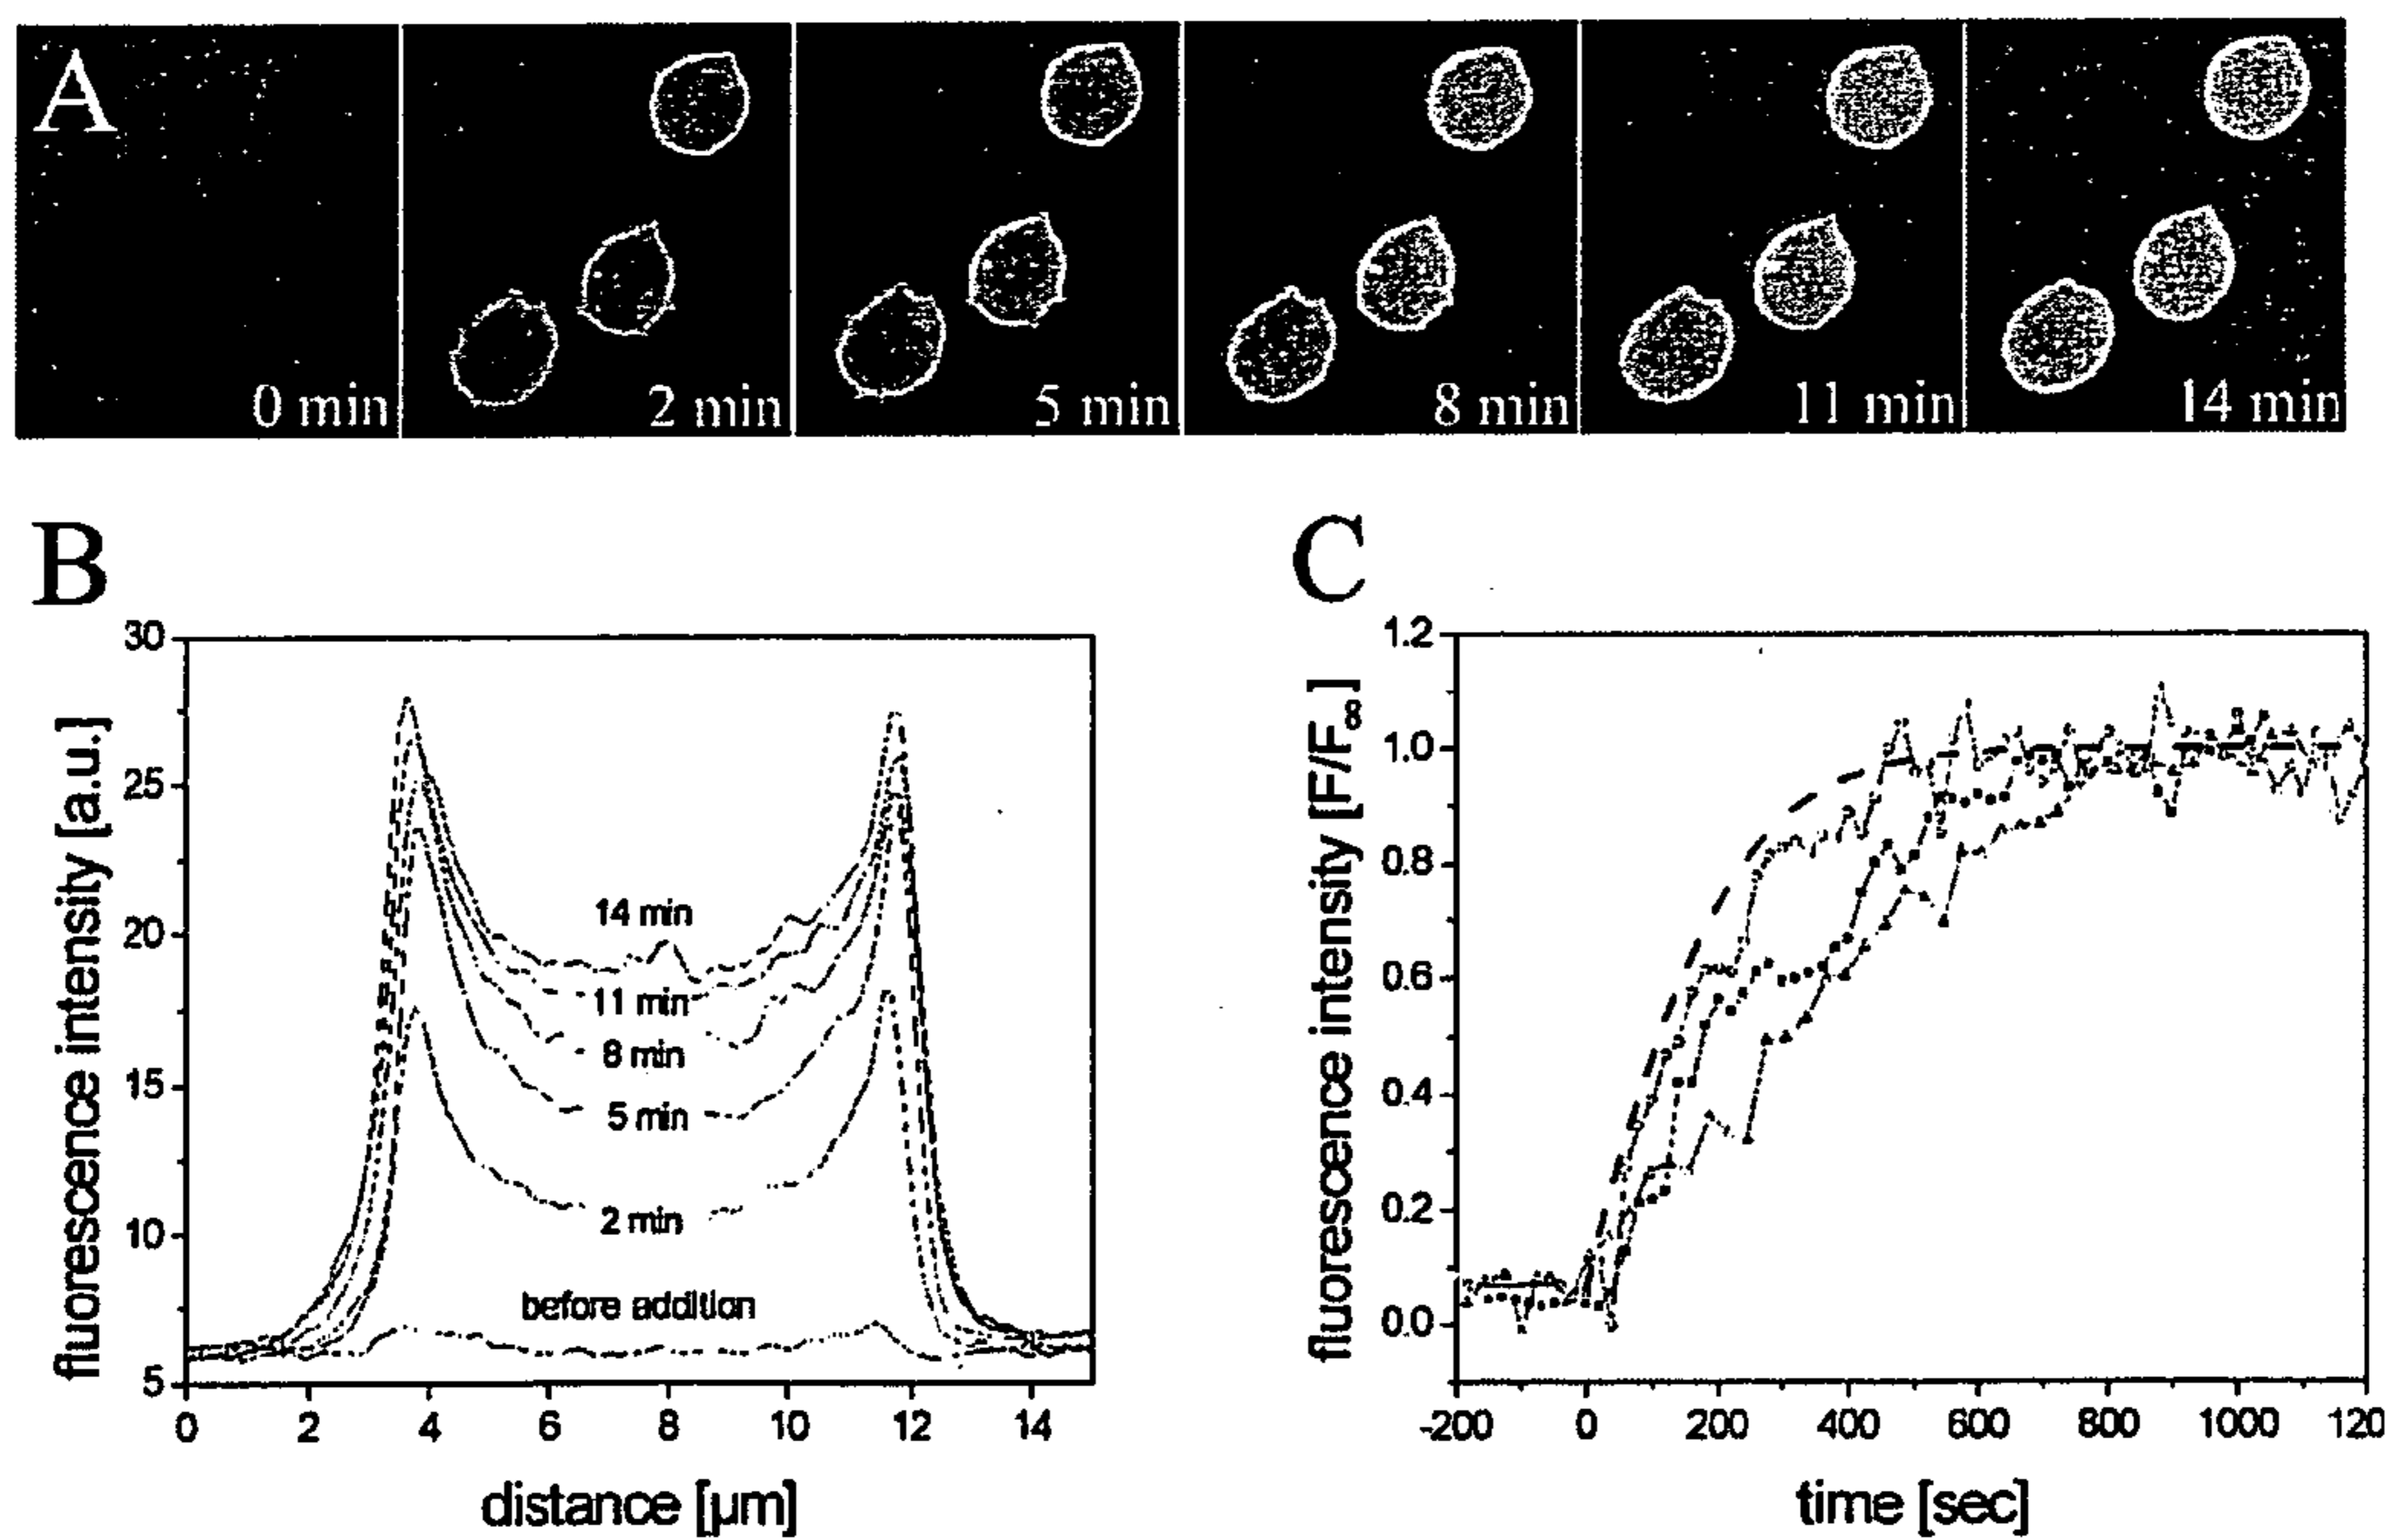 A
0 min
2 min
5 min
8 min
11 min
14 min
B
fluorescence intensity [a.u.]
30
25
20
15
10
5
14 min
11 min
8 min
5 min
2 min
before addition
0 2 4 6 8 10 12 14
distance [µm]
C
fluorescence intensity [F/F∞]
1.2
1.0
0.8
0.6
0.4
0.2
0.0
-200 0 200 400 600 800 1000 120
time [sec]